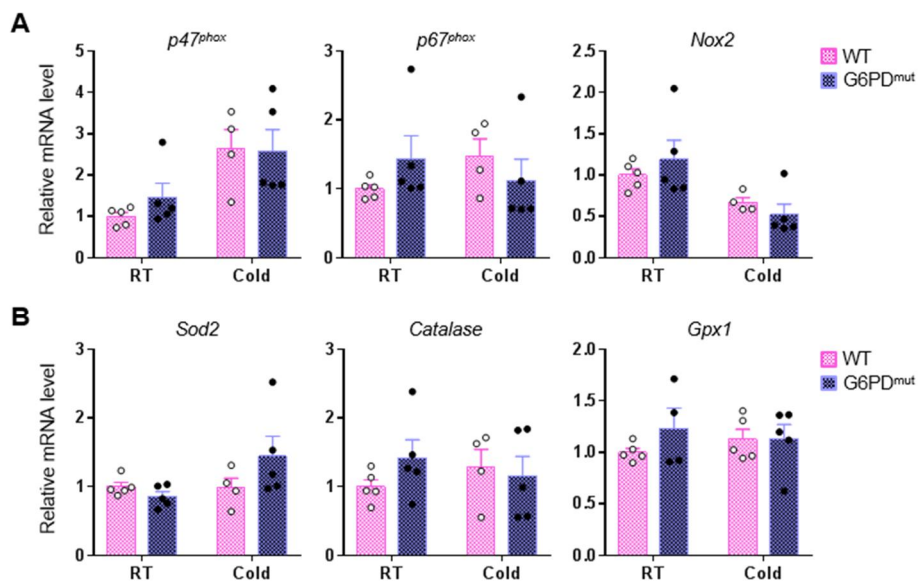 A
p47phox
p67phox
Nox2
WT
G6PDmut
Relative mRNA level
5
4
3
2
1
0
RT
Cold
3
2
1
0
RT
Cold
2.5
2.0
1.5
1.0
0.5
0.0
RT
Cold
B
Sod2
Catalase
Gpx1
WT
G6PDmut
Relative mRNA level
3
2
1
0
RT
Cold
3
2
1
0
RT
Cold
2.0
1.5
1.0
0.5
0.0
RT
Cold